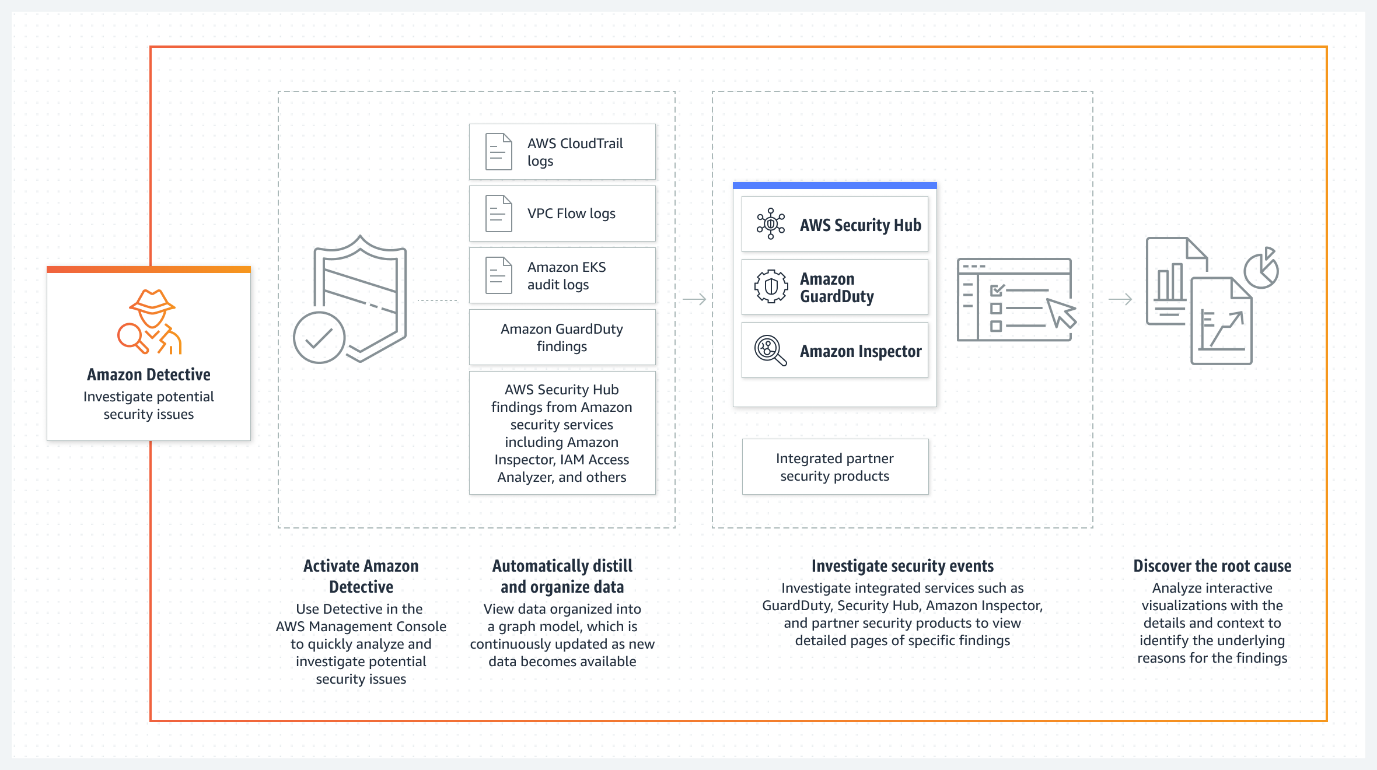 Amazon Detective
Investigate potential
security issues
AWS CloudTrail
logs
VPC Flow logs
Amazon EKS
audit logs
Amazon GuardDuty
findings
AWS Security Hub
findings from Amazon
security services
including Amazon
Inspector, IAM Access
Analyzer, and others
AWS Security Hub
Amazon
GuardDuty
Amazon Inspector
Integrated partner
security products
Activate Amazon
Detective
Use Detective in the
AWS Management Console
to quickly analyze and
investigate potential
security issues
Automatically distill
and organize data
View data organized into
a graph model, which is
continuously updated as new
data becomes available
Investigate security events
Investigate integrated services such as
GuardDuty, Security Hub, Amazon Inspector,
and partner security products to view
detailed pages of specific findings
Discover the root cause
Analyze interactive
visualizations with the
details and context to
identify the underlying
reasons for the findings